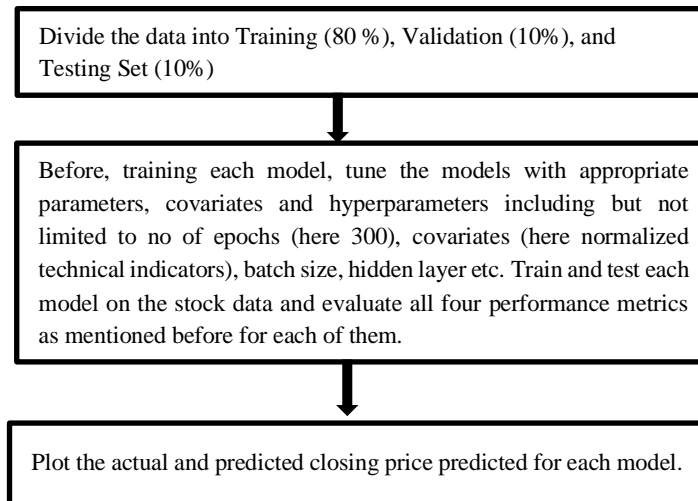 Divide the data into Training (80 %), Validation (10%), and
Testing Set (10%)
Before, training each model, tune the models with appropriate
parameters, covariates and hyperparameters including but not
limited to no of epochs (here 300), covariates (here normalized
technical indicators), batch size, hidden layer etc. Train and test each
model on the stock data and evaluate all four performance metrics
as mentioned before for each of them.
Plot the actual and predicted closing price predicted for each model.